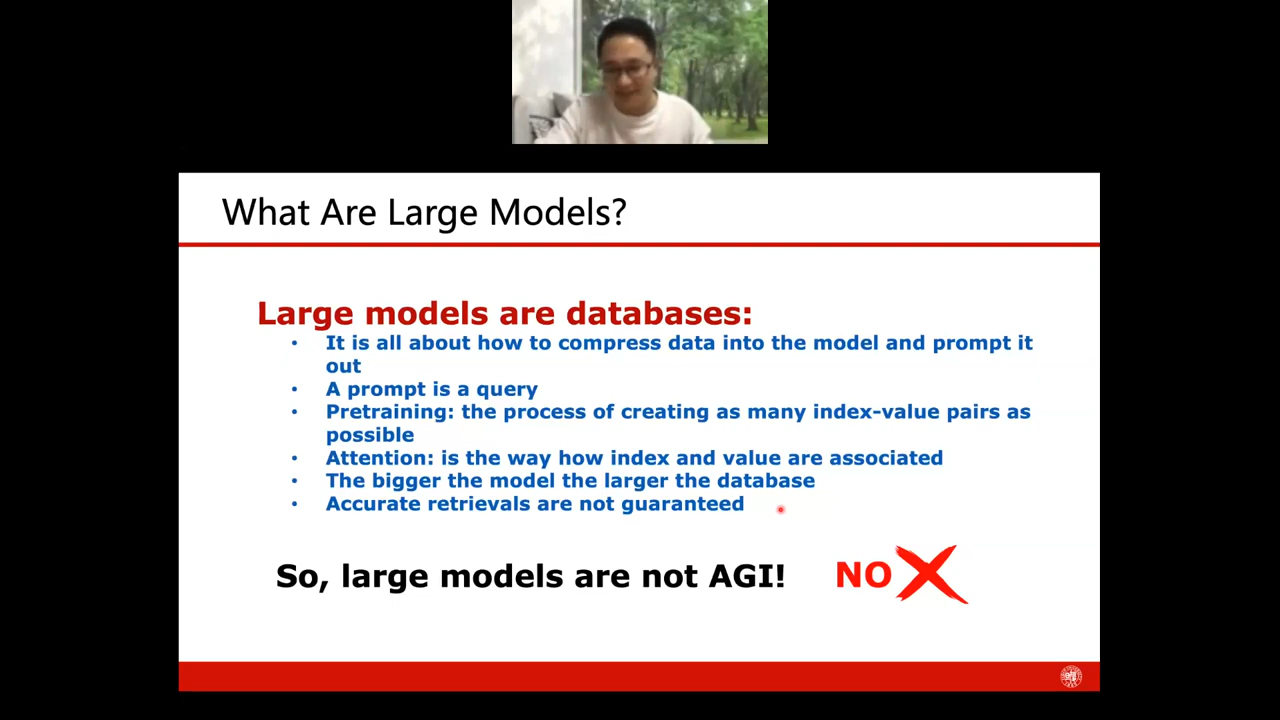 What Are Large Models?
Large models are databases:
• It is all about how to compress data into the model and prompt it
out
• A prompt is a query
• Pretraining: the process of creating as many index-value pairs as
possible
• Attention: is the way how index and value are associated
• The bigger the model the larger the database
• Accurate retrievals are not guaranteed
So, large models are not AGI! NO